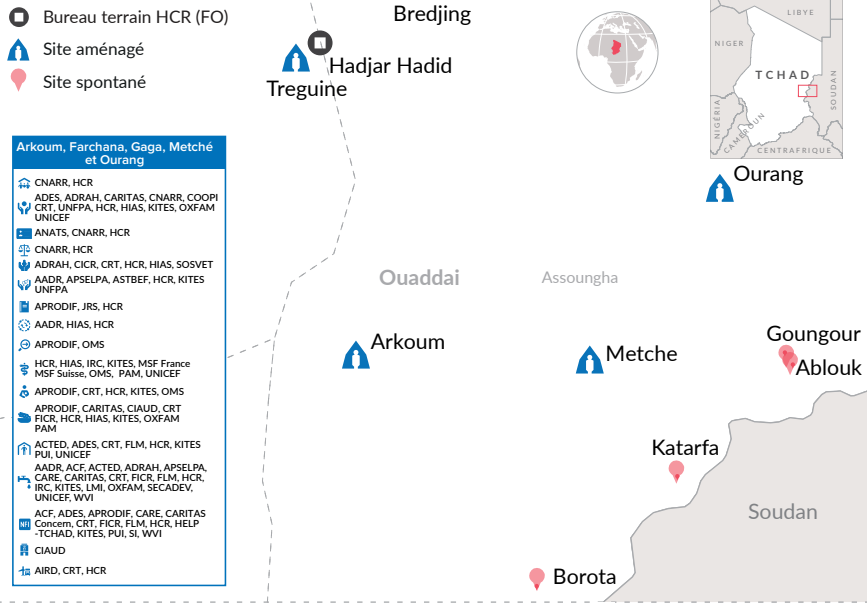 Bureau terrain HCR (FO)
Site aménagé
Site spontané
Bredjing
Hadjar Hadid
Treguine
LIBYE
NIGER
TCHAD
SOUDAN
NIGÉRIA
CAMEROUN
CENTRAFRIQUE
Ourang
Arkoum, Farchana, Gaga, Metché
et Ourang
CNARR, HCR
ADES, ADRAH, CARITAS, CNARR, COOPI
CRT, UNFPA, HCR, HIAS, KITES, OXFAM
UNICEF
ANATS, CNARR, HCR
CNARR, HCR
ADRAH, CICR, CRT, HCR, HIAS, SOSVET
AADR, APSELPA, ASTBEF, HCR, KITES
UNFPA
APRODIF, JRS, HCR
AADR, HIAS, HCR
APRODIF, OMS
HCR, HIAS, IRC, KITES, MSF France
MSF Suisse, OMS, PAM, UNICEF
APRODIF, CRT, HCR, KITES, OMS
APRODIF, CARITAS, CIAUD, CRT
FICR, HCR, HIAS, KITES, OXFAM
PAM
ACTED, ADES, CRT, FLM, HCR, KITES
PUI, UNICEF
AADR, ACF, ACTED, ADRAH, APSELPA,
CARE, CARITAS, CRT, FICR, FLM, HCR,
IRC, KITES, LMI, OXFAM, SECADEV,
UNICEF, WVI
ACF, ADES, APRODIF, CARE, CARITAS
NFI Concern, CRT, FICR, FLM, HCR, HELP
-TCHAD, KITES, PUI, SI, WVI
CIAUD
AIRD, CRT, HCR
Ouaddai
Assoungha
Arkoum
Metche
Goungour
Ablouk
Katarfa
Soudan
Borota